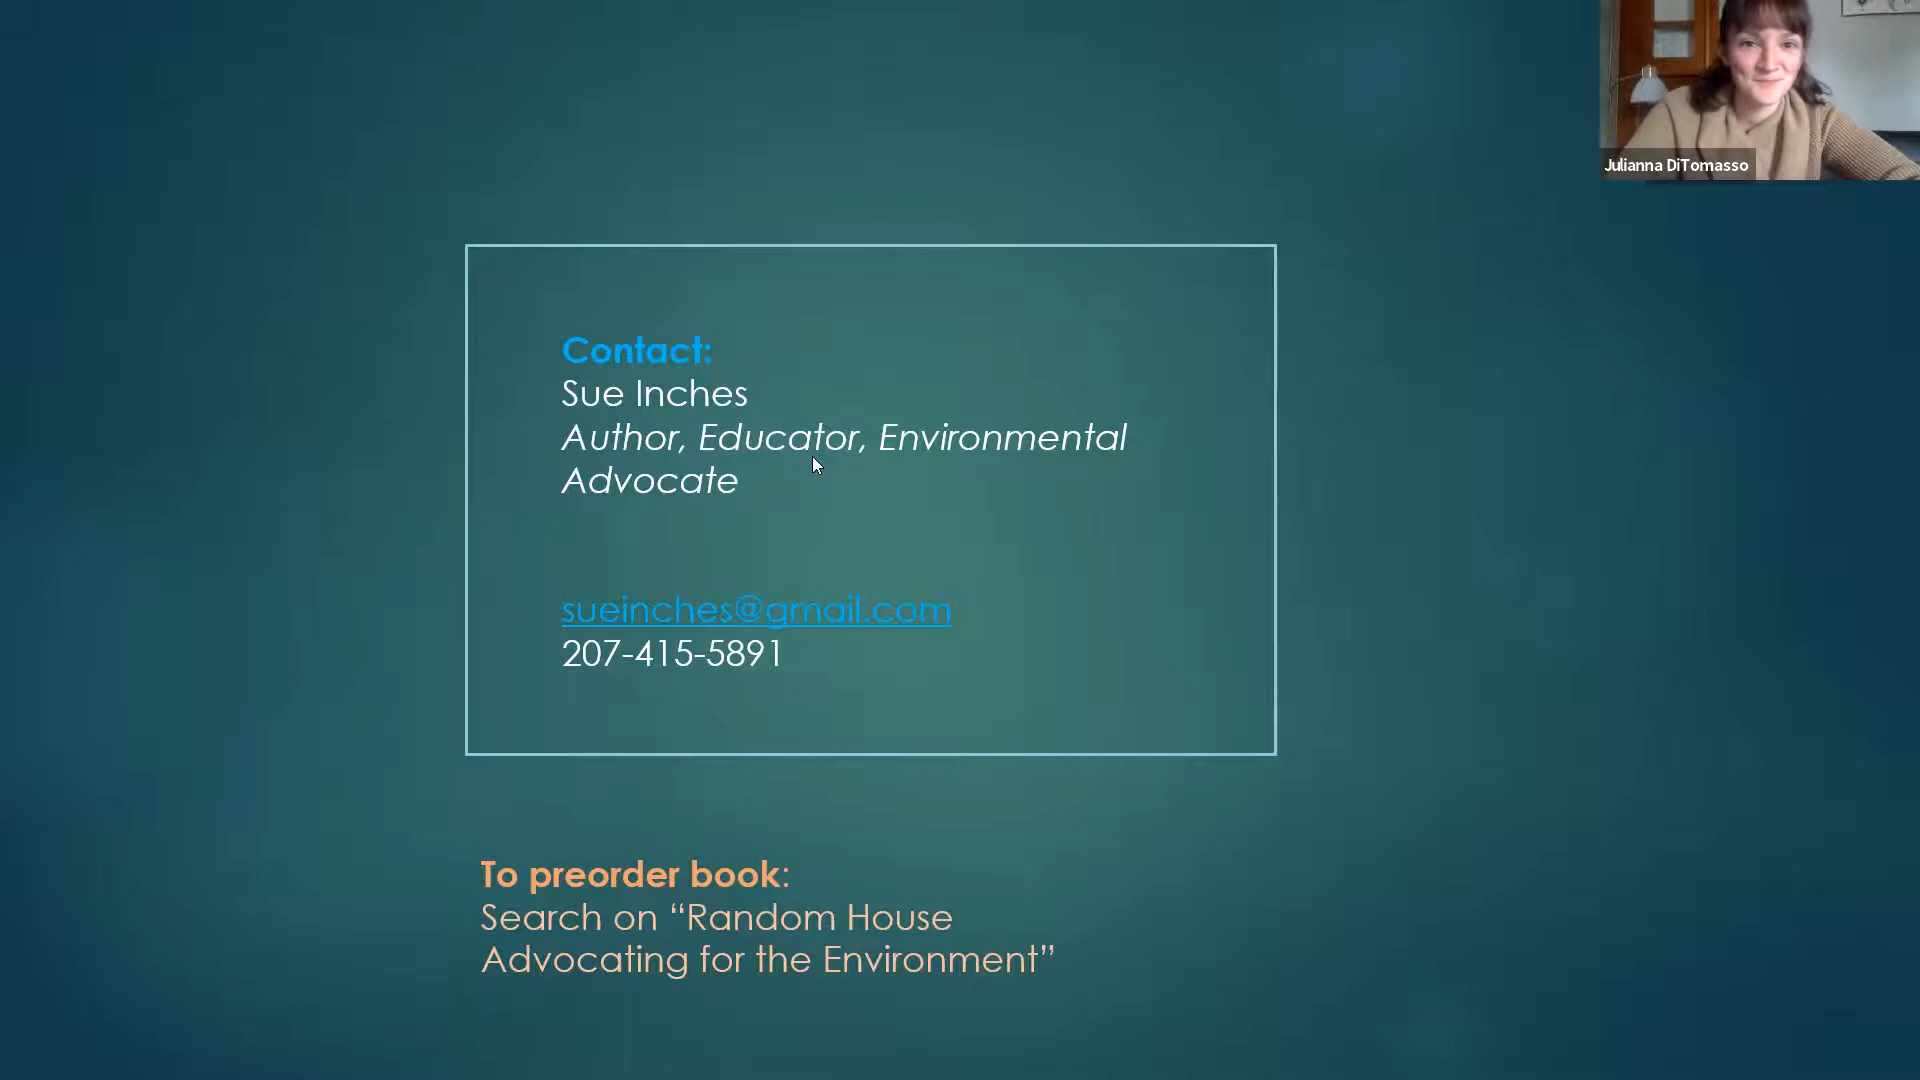 Julianna DiTomasso
Contact:
Sue Inches
Author, Educator, Environmental
Advocate
sueinches@gmail.com
207-415-5891
To preorder book:
Search on “Random House
Advocating for the Environment”